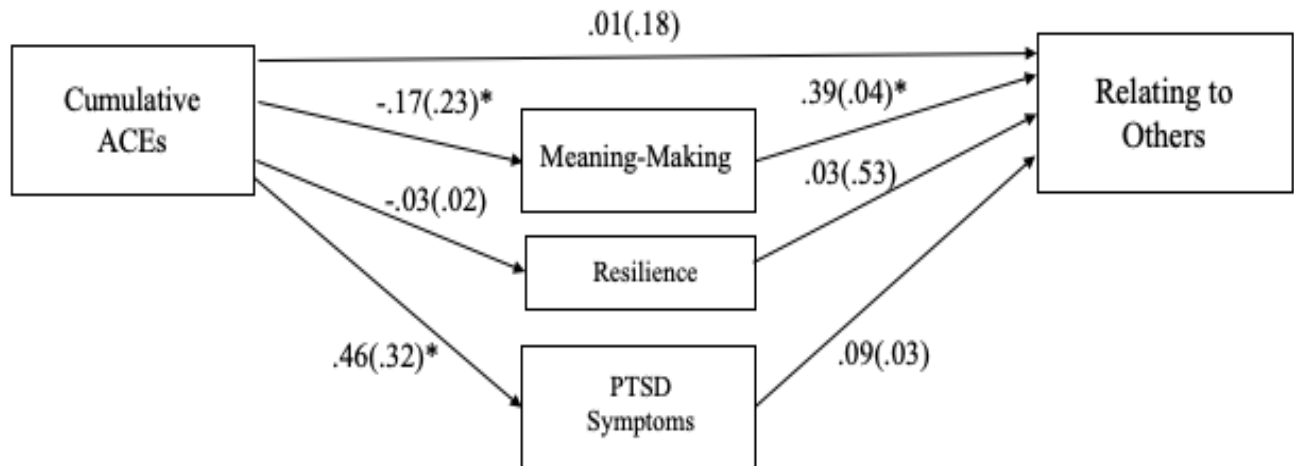 .01(.18)
Cumulative
ACEs
Relating to
Others
-.17(.23)*
.39(.04)*
Meaning-Making
-.03(.02)
.03(.53)
Resilience
.46(.32)*
.09(.03)
PTSD
Symptoms